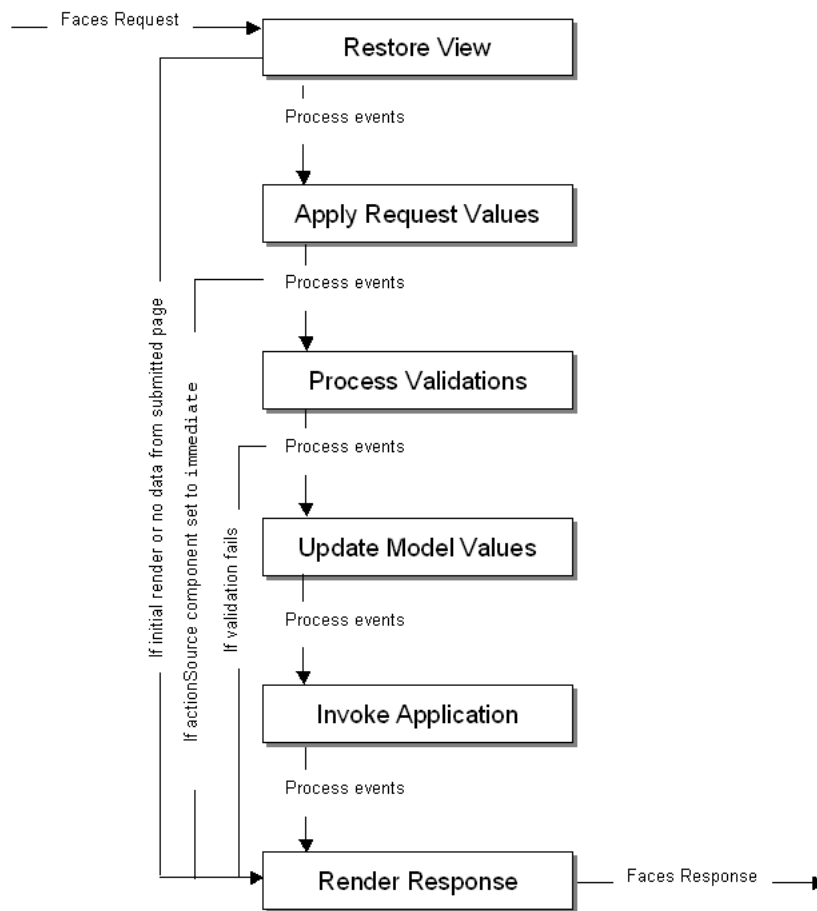 Faces Request
Restore View
Process events
Apply Request Values
Process events
Process Validations
Process events
Update Model Values
Process events
Invoke Application
Process events
Render Response
Faces Response
If initial render or no data from submitted page
If actionSource component set to immediate
If validation fails